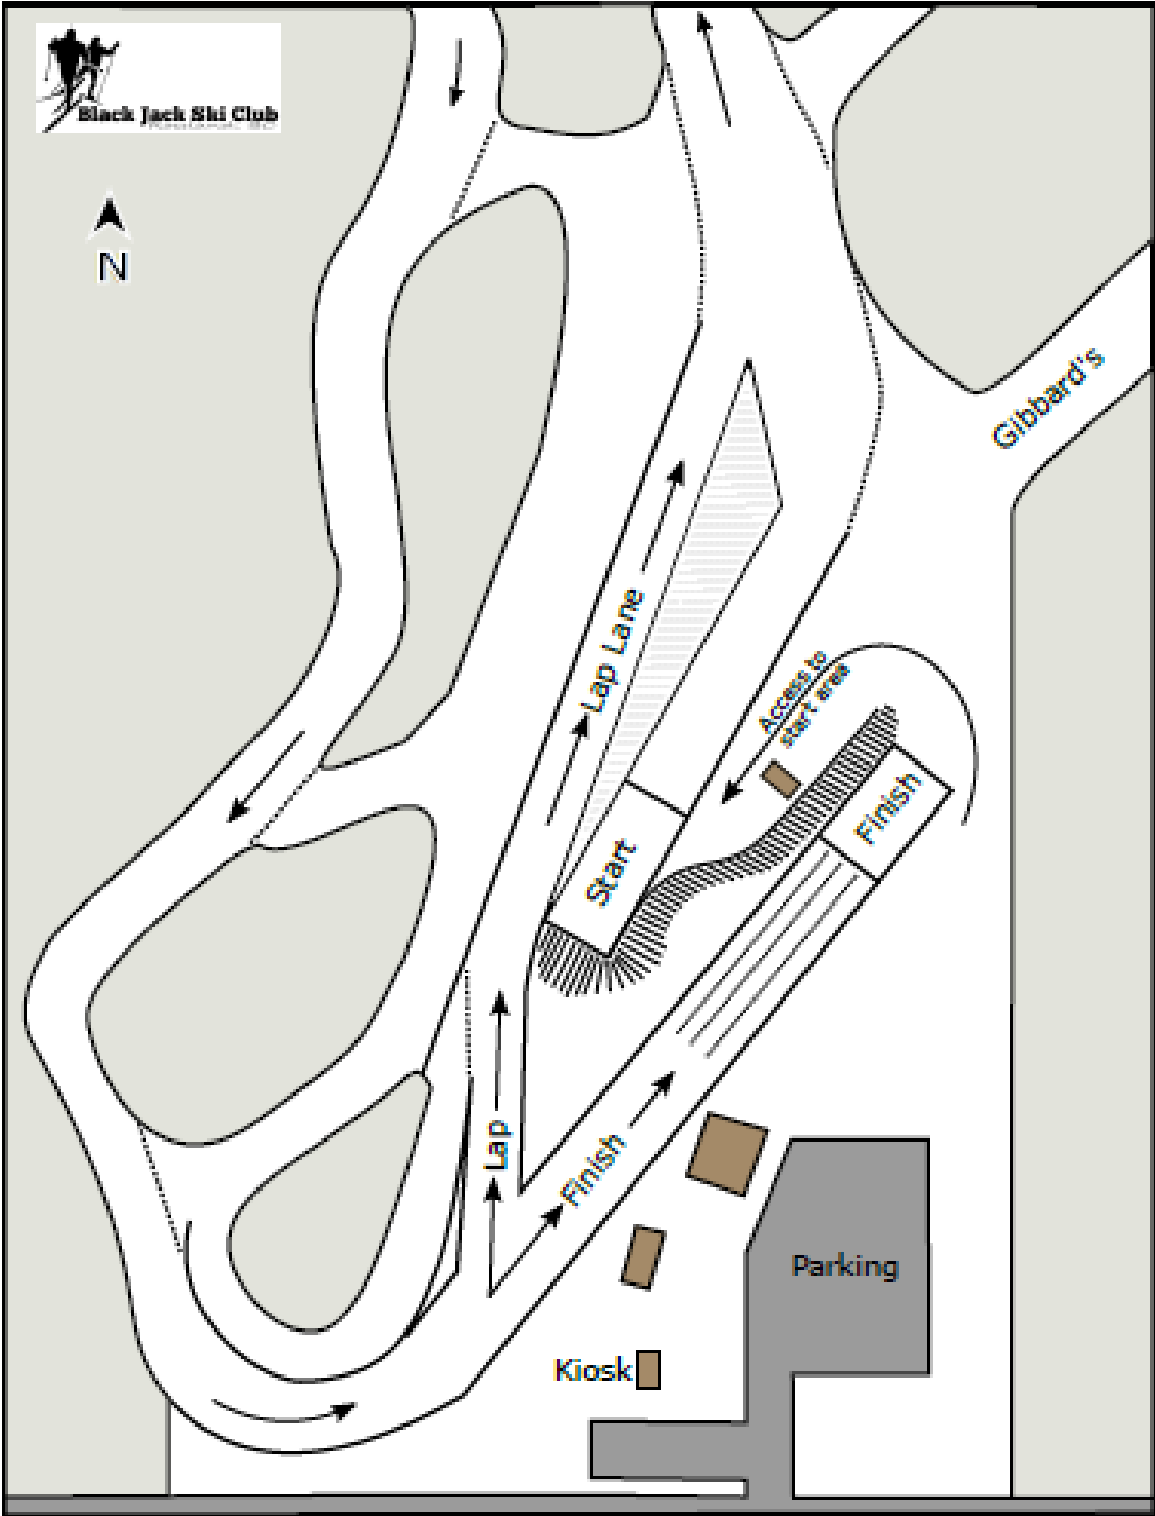 Black Jack Ski Club
N
Gibbard's
Lap Lane
Access to
start area
Finish
Start
Lap
Finish
Parking
Kiosk